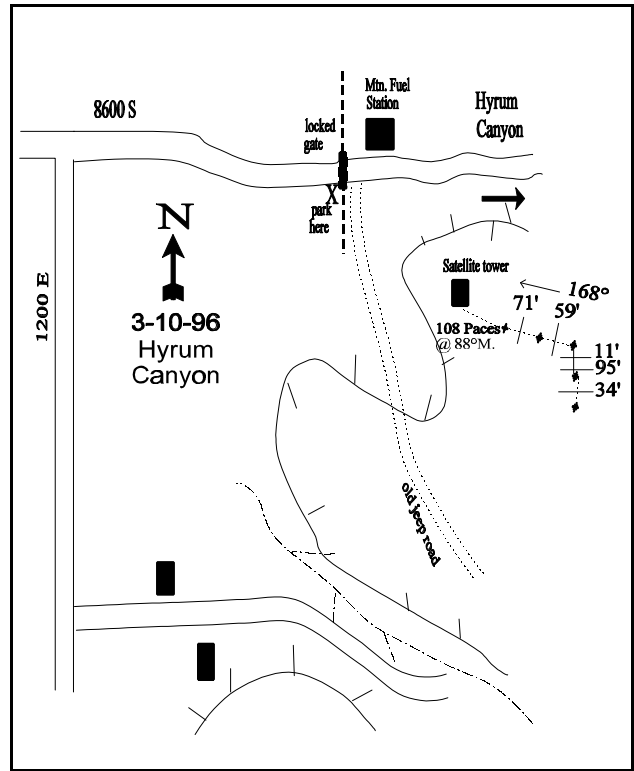 8600 S
Mtn. Fuel
Station
Hyrum
Canyon
locked
gate
X
park
here
N
1200 E
3-10-96
Hyrum
Canyon
Satellite tower
168°
71'
59'
108 Paces
@ 88°M.
11'
95'
34'
old jeep road